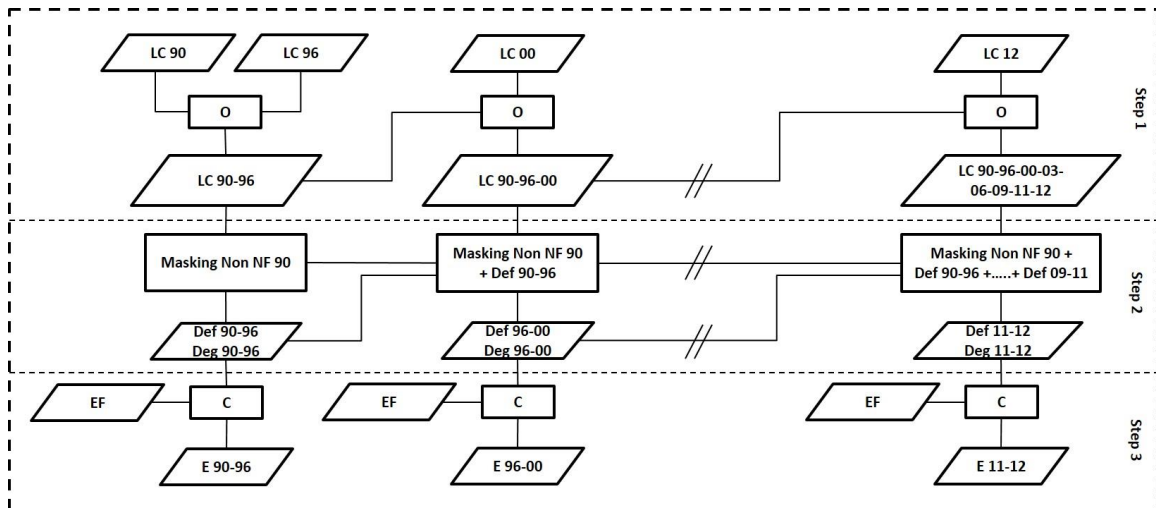 LC 90
LC 96
LC 00
LC 12
O
O
O
LC 90-96
LC 90-96-00
LC 90-96-00-03-
06-09-11-12
Step 1
Masking Non NF 90
Masking Non NF 90
+ Def 90-96
Masking Non NF 90 +
Def 90-96 +.....+ Def 09-11
Def 90-96
Deg 90-96
Def 96-00
Deg 96-00
Def 11-12
Deg 11-12
Step 2
EF
C
EF
C
EF
C
E 90-96
E 96-00
E 11-12
Step 3